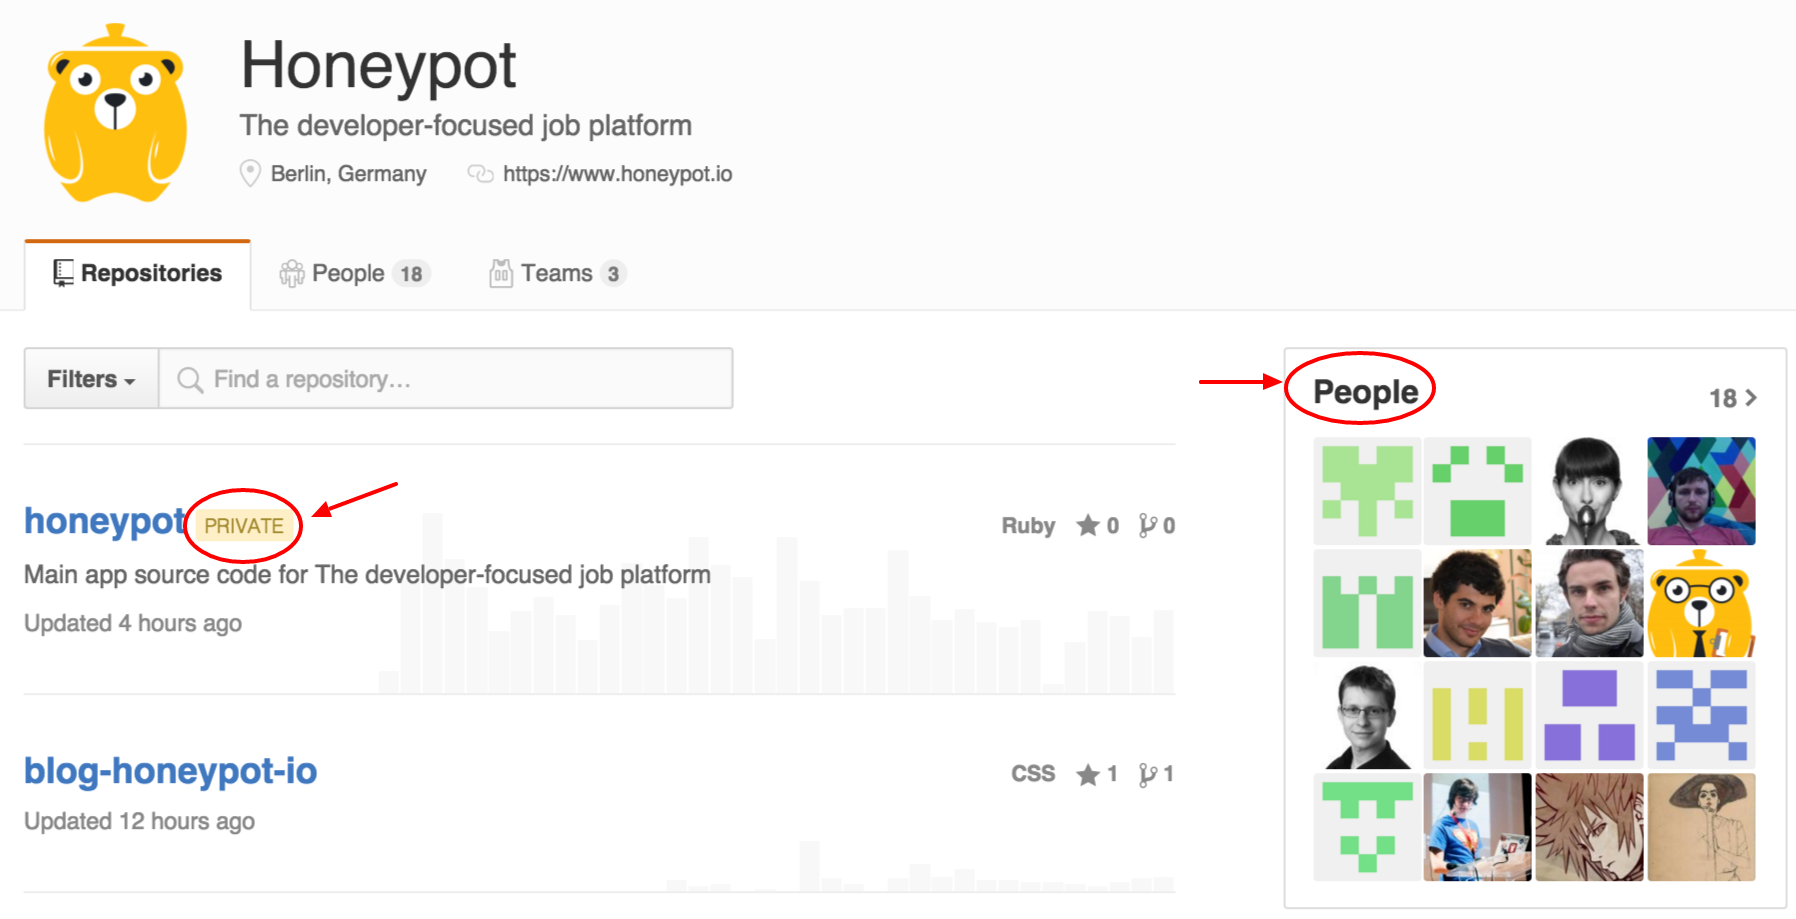 Honeypot
The developer-focused job platform
Berlin, Germany https://www.honeypot.io
Repositories People 18 Teams 3
Filters Find a repository…
People 18
honeypot PRIVATE Ruby 0 0
Main app source code for The developer-focused job platform
Updated 4 hours ago
blog-honeypot-io CSS 1 1
Updated 12 hours ago